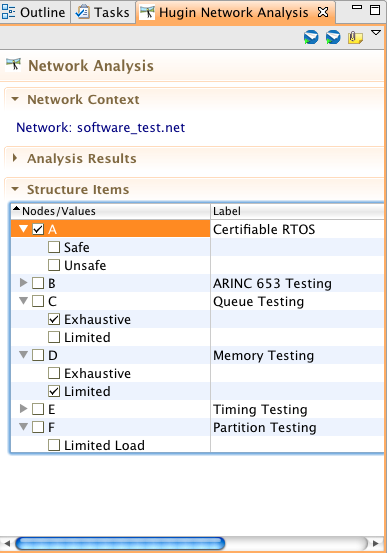 Outline Tasks Hugin Network Analysis
Network Analysis
Network Context
Network: software_test.net
Analysis Results
Structure Items
Nodes/Values Label
A Certifiable RTOS
Safe
Unsafe
B ARINC 653 Testing
C Queue Testing
Exhaustive
Limited
D Memory Testing
Exhaustive
Limited
E Timing Testing
F Partition Testing
Limited Load